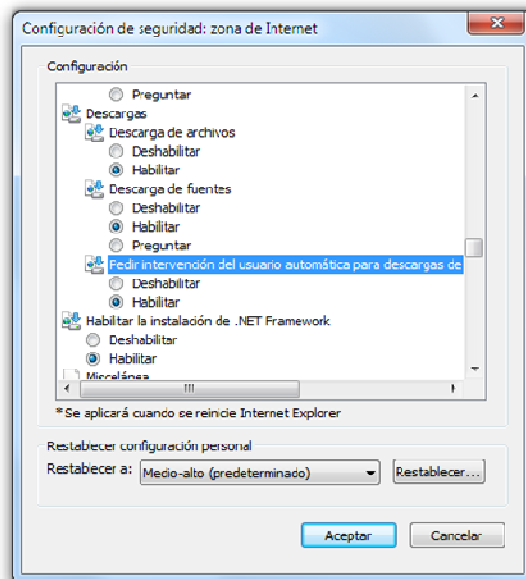 Configuración de seguridad: zona de Internet
Configuración
Preguntar
Descargas
Descarga de archivos
Deshabilitar
Habilitar
Descarga de fuentes
Deshabilitar
Habilitar
Preguntar
Pedir intervención del usuario automática para descargas de
Deshabilitar
Habilitar
Habilitar la instalación de .NET Framework
Deshabilitar
Habilitar
Miscelánea
* Se aplicará cuando se reinicie Internet Explorer
Restablecer configuración personal
Restablecer a: Medio-alto (predeterminado) Restablecer...
Aceptar Cancelar